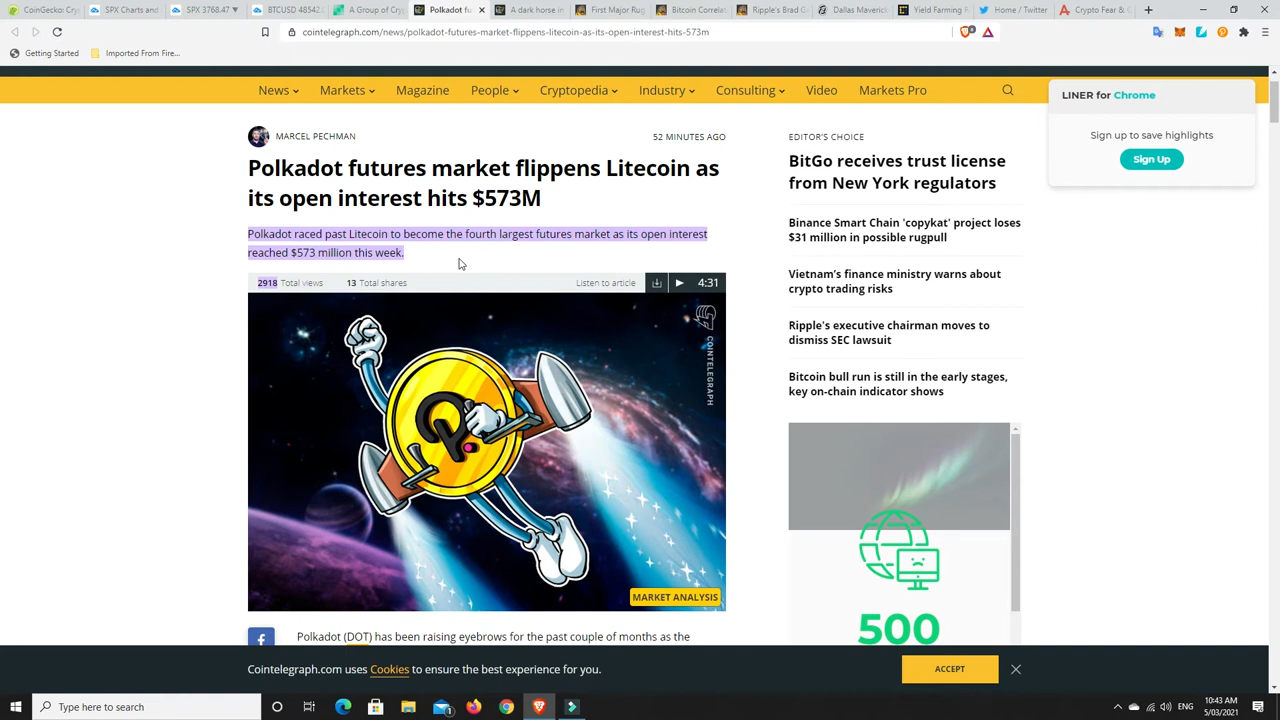 CoinGecko: Cry
SPX Charts and
SPX 3768.47 ▼
BTCUSD 48542.
A Group of Cry
Polkadot fu
A dark horse in
First Major Rug
Bitcoin Correla
Ripple's Brad G
Dallas Maverick
Yield Farming R
Home / Twitter
Crypto Fear & G
cointelegraph.com/news/polkadot-futures-market-flippens-litecoin-as-its-open-interest-hits-573m
Getting Started
Imported From Fire...
News
Markets
Magazine
People
Cryptopedia
Industry
Consulting
Video
Markets Pro
LINER for Chrome
Sign up to save highlights
Sign Up
MARCEL PECHMAN
52 MINUTES AGO
Polkadot futures market flippens Litecoin as
its open interest hits $573M
Polkadot raced past Litecoin to become the fourth largest futures market as its open interest
reached $573 million this week.
2918 Total views
13 Total shares
Listen to article
4:31
COINTELEGRAPH
MARKET ANALYSIS
Polkadot (DOT) has been raising eyebrows for the past couple of months as the
EDITOR'S CHOICE
BitGo receives trust license
from New York regulators
Binance Smart Chain 'copykat' project loses
$31 million in possible rugpull
Vietnam's finance ministry warns about
crypto trading risks
Ripple's executive chairman moves to
dismiss SEC lawsuit
Bitcoin bull run is still in the early stages,
key on-chain indicator shows
500
Cointelegraph.com uses Cookies to ensure the best experience for you.
ACCEPT
Type here to search
ENG
10:43 AM
5/03/2021